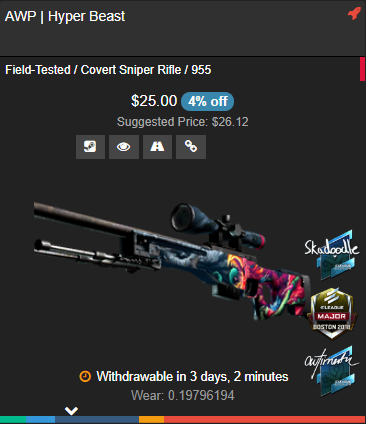 AWP | Hyper Beast
Field-Tested / Covert Sniper Rifle / 955
$25.00 4% off
Suggested Price: $26.12
Skadoodle
ELEAGUE
MAJOR
BOSTON 2018
autimatic
Withdrawable in 3 days, 2 minutes
Wear: 0.19796194